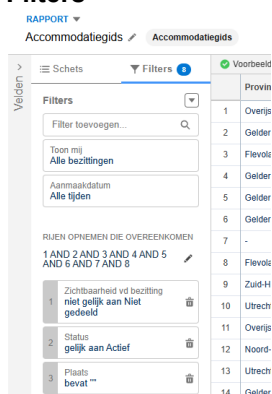 Filters
RAPPORT
Accommodatiegids Accommodatiegids
Velden
Schets
Filters 8
Filters
Filter toevoegen...
Toon mij
Alle bezittingen
Aanmaakdatum
Alle tijden
RIJEN OPNEMEN DIE OVEREENKOMEN
1 AND 2 AND 3 AND 4 AND 5
AND 6 AND 7 AND 8
1
Zichtbaarheid vd bezitting
niet gelijk aan Niet
gedeeld
2
Status
gelijk aan Actief
3
Plaats
bevat ""
Voorbeeld
Provin
1 Overijs
2 Gelder
3 Flevola
4 Gelder
5 Gelder
6 Gelder
7 -
8 Flevola
9 Zuid-H
10 Utrecht
11 Overijs
12 Noord-
13 Utrecht
14 Gelder